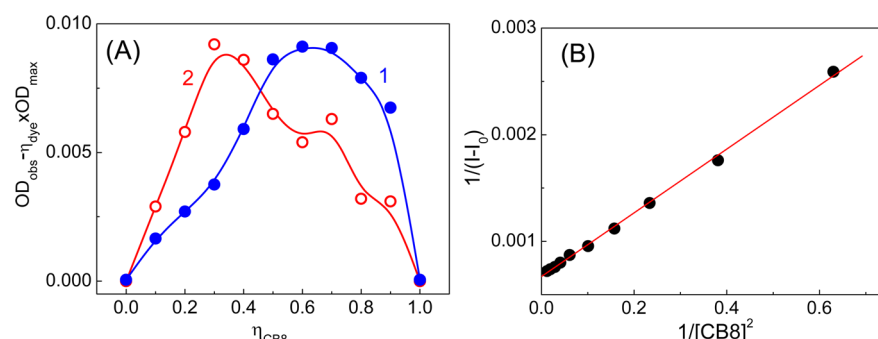 (A)
OD_obs-η_dye x OD_max
0.010
0.005
0.000
2
1
0.0 0.2 0.4 0.6 0.8 1.0
η_CB8
(B)
1/(I-I_0)
0.003
0.002
0.001
0.000
0.0 0.2 0.4 0.6
1/[CB8]^2